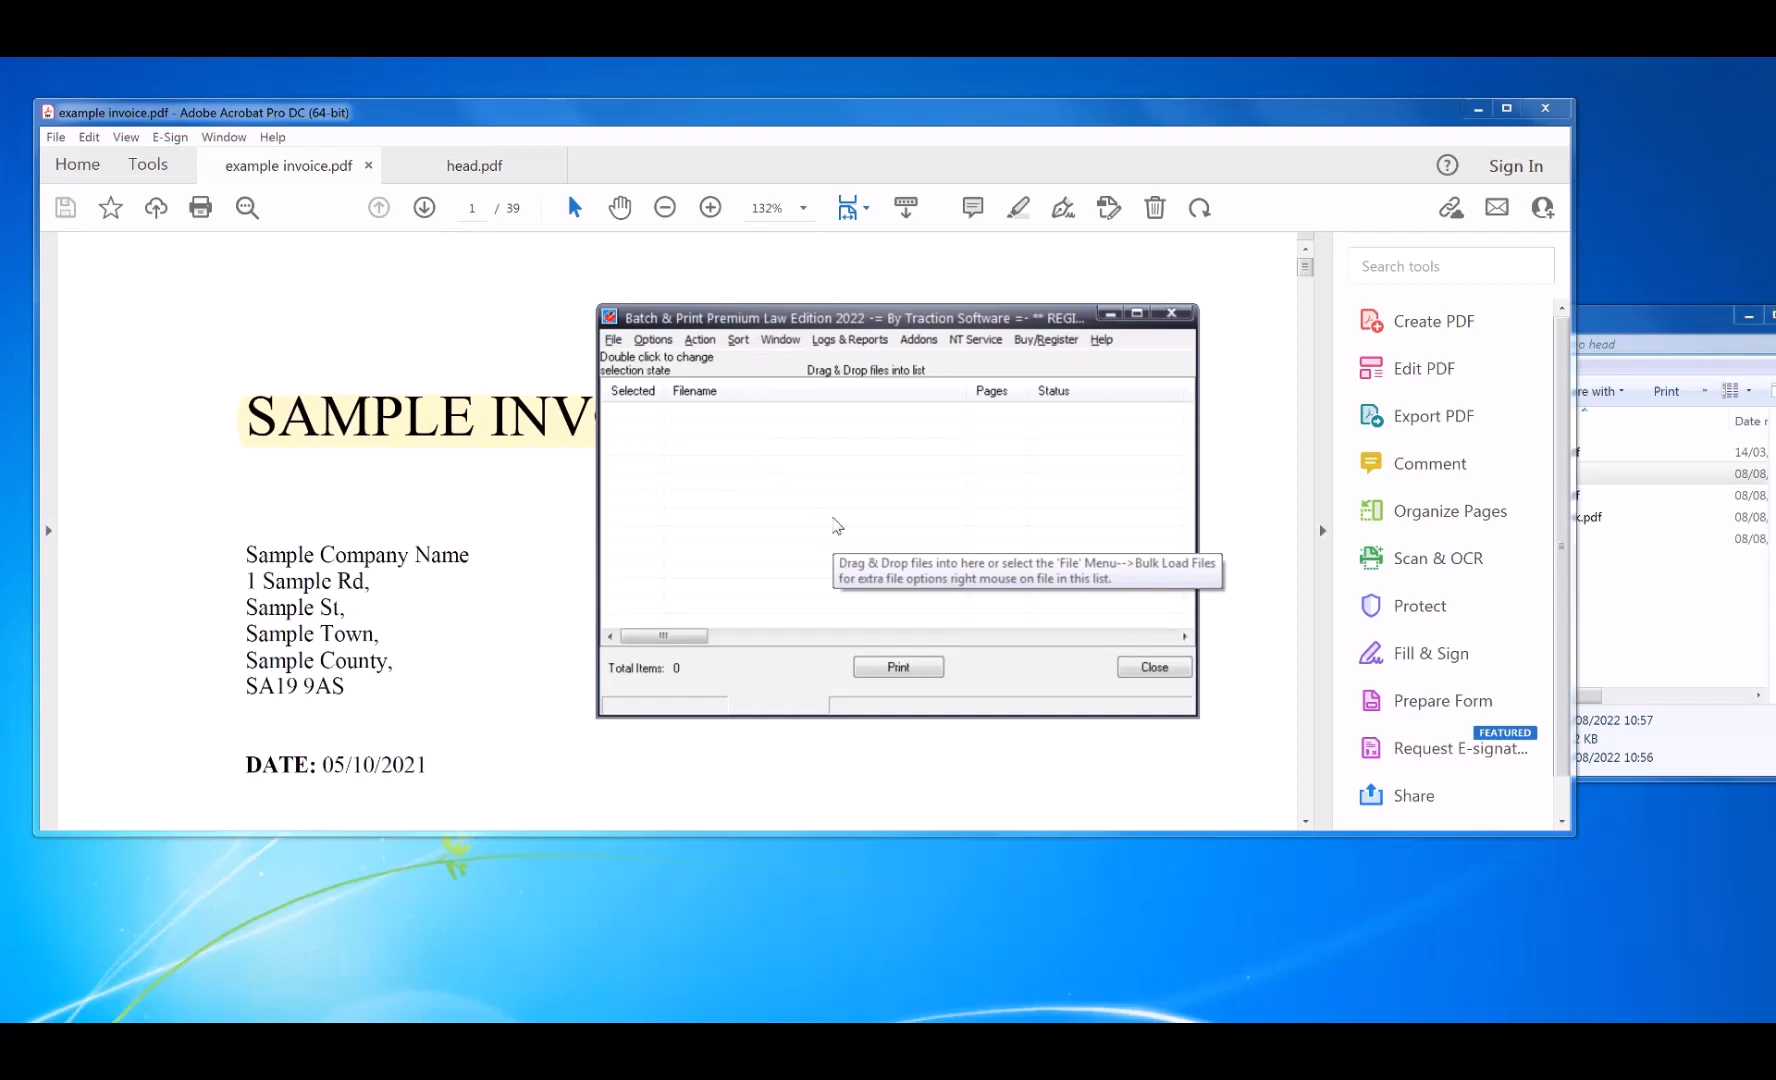 example invoice.pdf - Adobe Acrobat Pro DC (64-bit)
File Edit View E-Sign Window Help
Home Tools example invoice.pdf × head.pdf Sign In
1 / 39 132%
SAMPLE INV
Sample Company Name
1 Sample Rd,
Sample St,
Sample Town,
Sample County,
SA19 9AS
DATE: 05/10/2021
Batch & Print Premium Law Edition 2022 -= By Traction Software =- ** REGI...
File Options Action Sort Window Logs & Reports Addons NT Service Buy/Register Help
Double click to change
selection state
Drag & Drop files into list
Selected Filename Pages Status
Drag & Drop files into here or select the 'File' Menu-->Bulk Load Files
for extra file options right mouse on file in this list.
Total Items: 0 Print Close
Search tools
Create PDF
Edit PDF
Export PDF
Comment
Organize Pages
Scan & OCR
Protect
Fill & Sign
Prepare Form
FEATURED
Request E-signat...
Share
o head
re with Print »
Date r
14/03,
08/08,
08/08,
k.pdf 08/08,
08/08,
08/2022 10:57
2 KB
08/2022 10:56